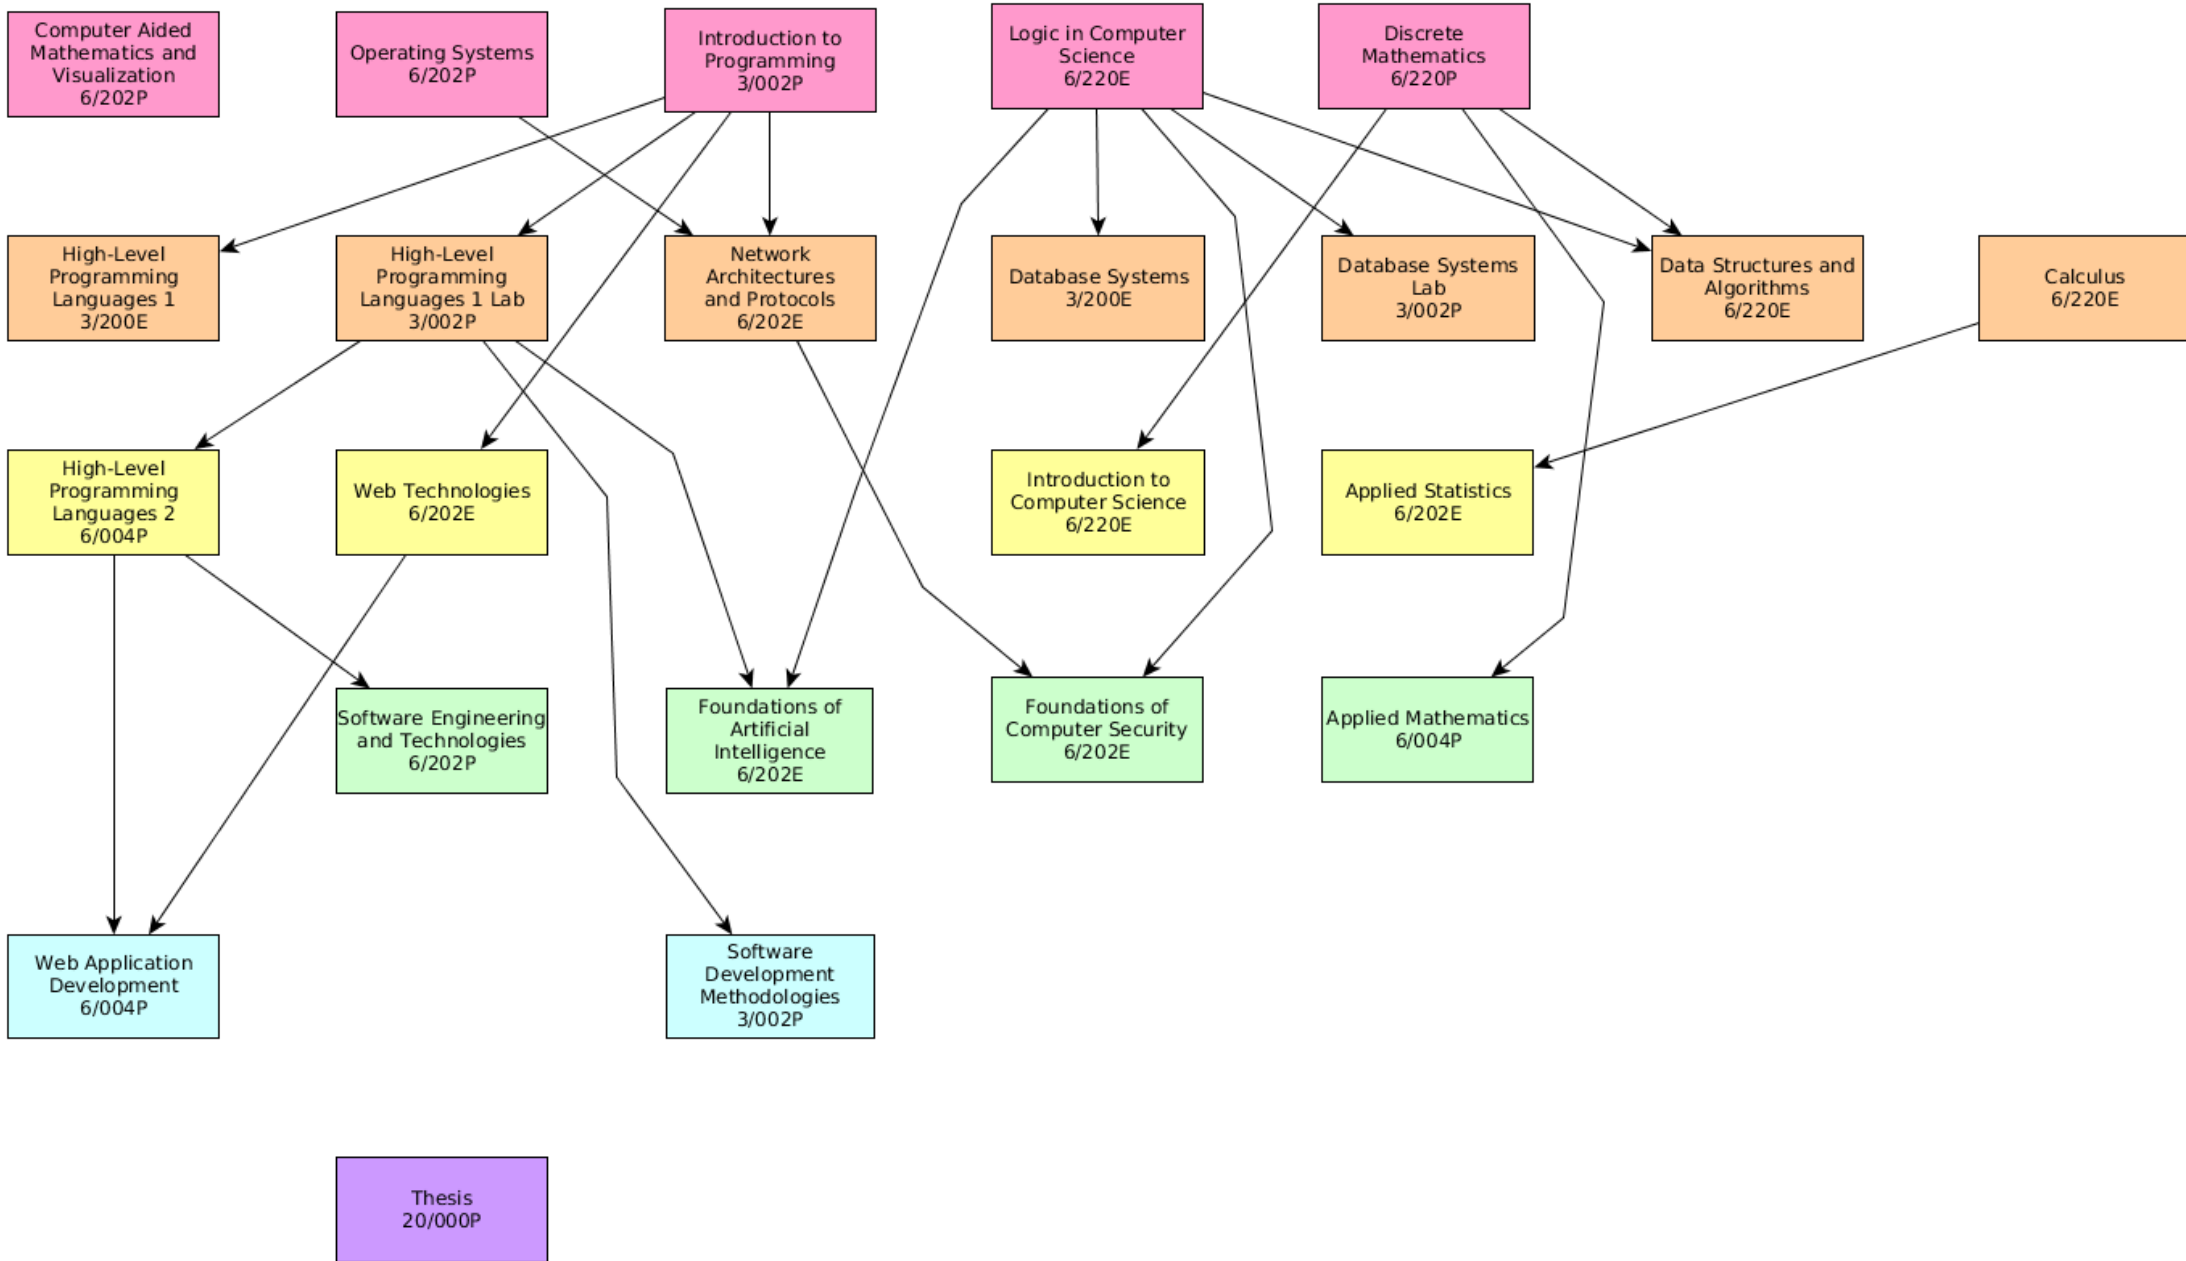 Computer Aided
Mathematics and
Visualization
6/202P
Operating Systems
6/202P
Introduction to
Programming
3/002P
Logic in Computer
Science
6/220E
Discrete
Mathematics
6/220P
High-Level
Programming
Languages 1
3/200E
High-Level
Programming
Languages 1 Lab
3/002P
Network
Architectures
and Protocols
6/202E
Database Systems
3/200E
Database Systems
Lab
3/002P
Data Structures and
Algorithms
6/220E
Calculus
6/220E
High-Level
Programming
Languages 2
6/004P
Web Technologies
6/202E
Introduction to
Computer Science
6/220E
Applied Statistics
6/202E
Software Engineering
and Technologies
6/202P
Foundations of
Artificial
Intelligence
6/202E
Foundations of
Computer Security
6/202E
Applied Mathematics
6/004P
Web Application
Development
6/004P
Software
Development
Methodologies
3/002P
Thesis
20/000P